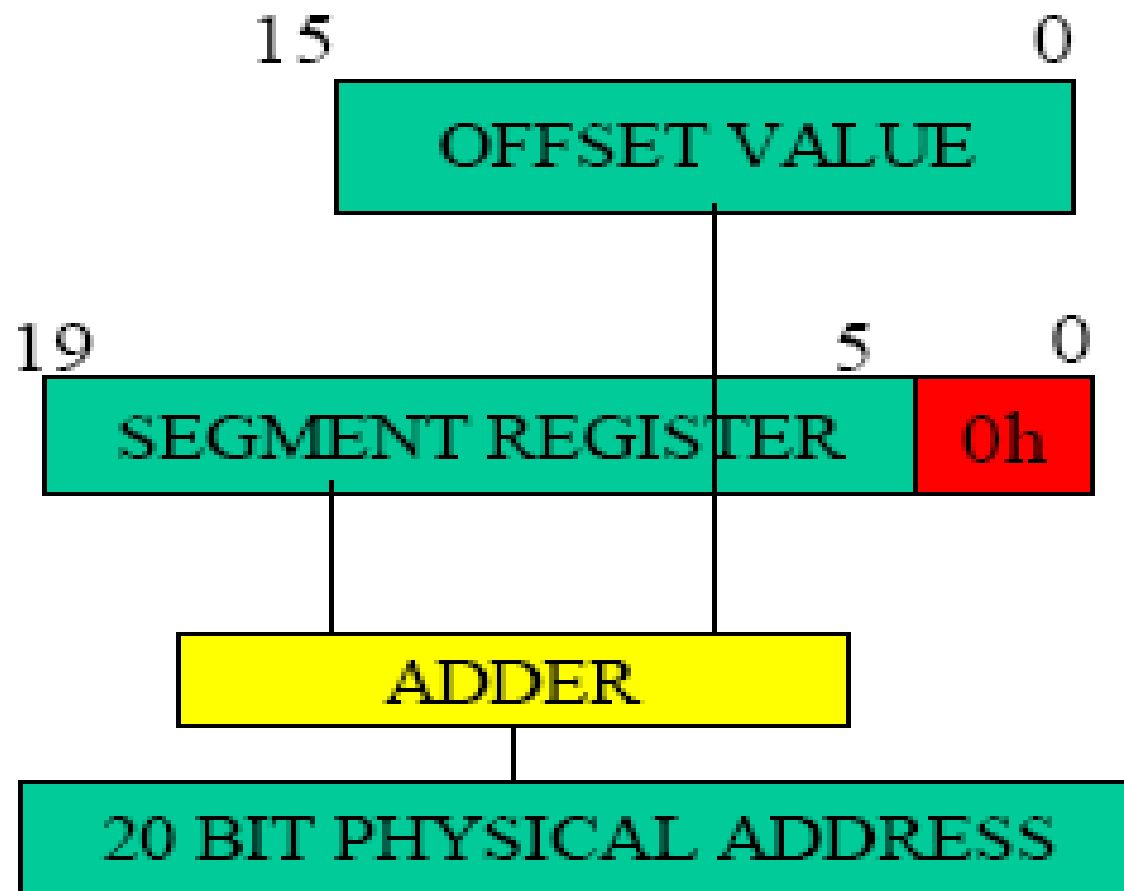 15 0
OFFSET VALUE
19 5 0
SEGMENT REGISTER 0h
ADDER
20 BIT PHYSICAL ADDRESS